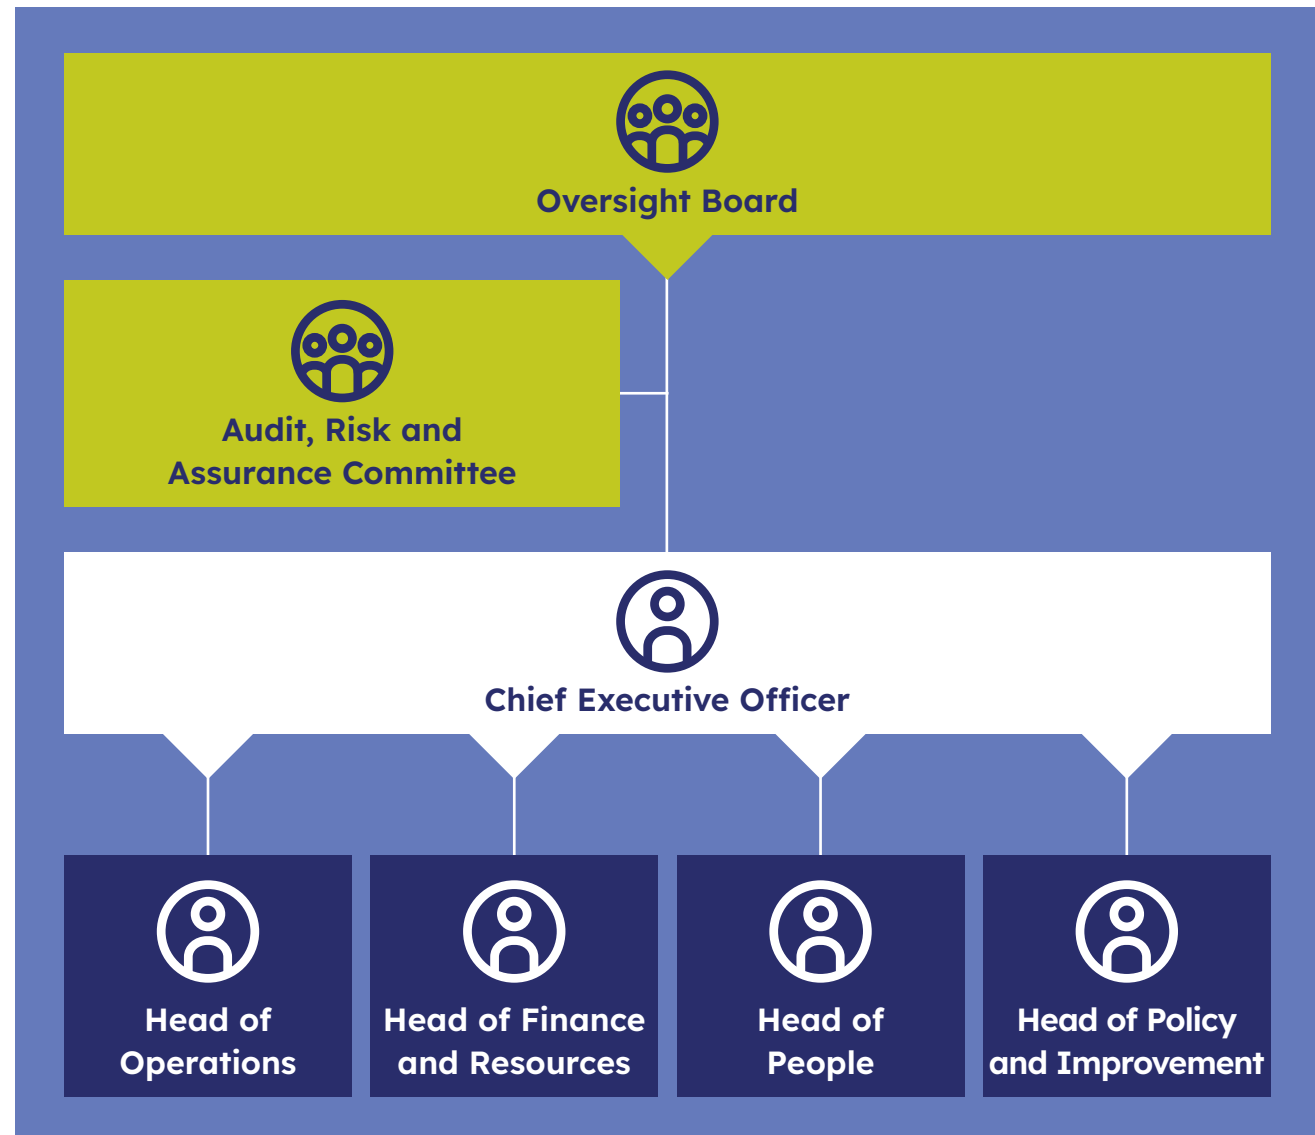 Oversight Board
Audit, Risk and
Assurance Committee
Chief Executive Officer
Head of
Operations
Head of Finance
and Resources
Head of
People
Head of Policy
and Improvement